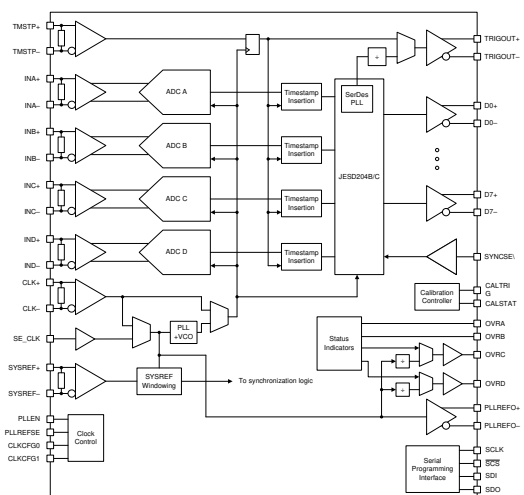 TMSTP+
TMSTP–
TRIGOUT+
TRIGOUT–
÷
SerDes
PLL
INA+
INA–
ADC A
Timestamp
Insertion
D0+
D0–
INB+
INB–
ADC B
Timestamp
Insertion
JESD204B/C
INC+
INC–
ADC C
Timestamp
Insertion
D7+
D7–
IND+
IND–
ADC D
Timestamp
Insertion
SYNCSE\
CLK+
CLK–
Calibration
Controller
CALTRI
G
CALSTAT
SE_CLK
PLL
+VCO
Status
Indicators
OVRA
OVRB
OVRC
÷
OVRD
÷
SYSREF+
SYSREF–
SYSREF
Windowing
To synchronization logic
PLLREFO+
PLLREFO–
PLLEN
PLLREFSE
CLKCFG0
CLKCFG1
Clock
Control
Serial
Programming
Interface
SCLK
SCS
SDI
SDO